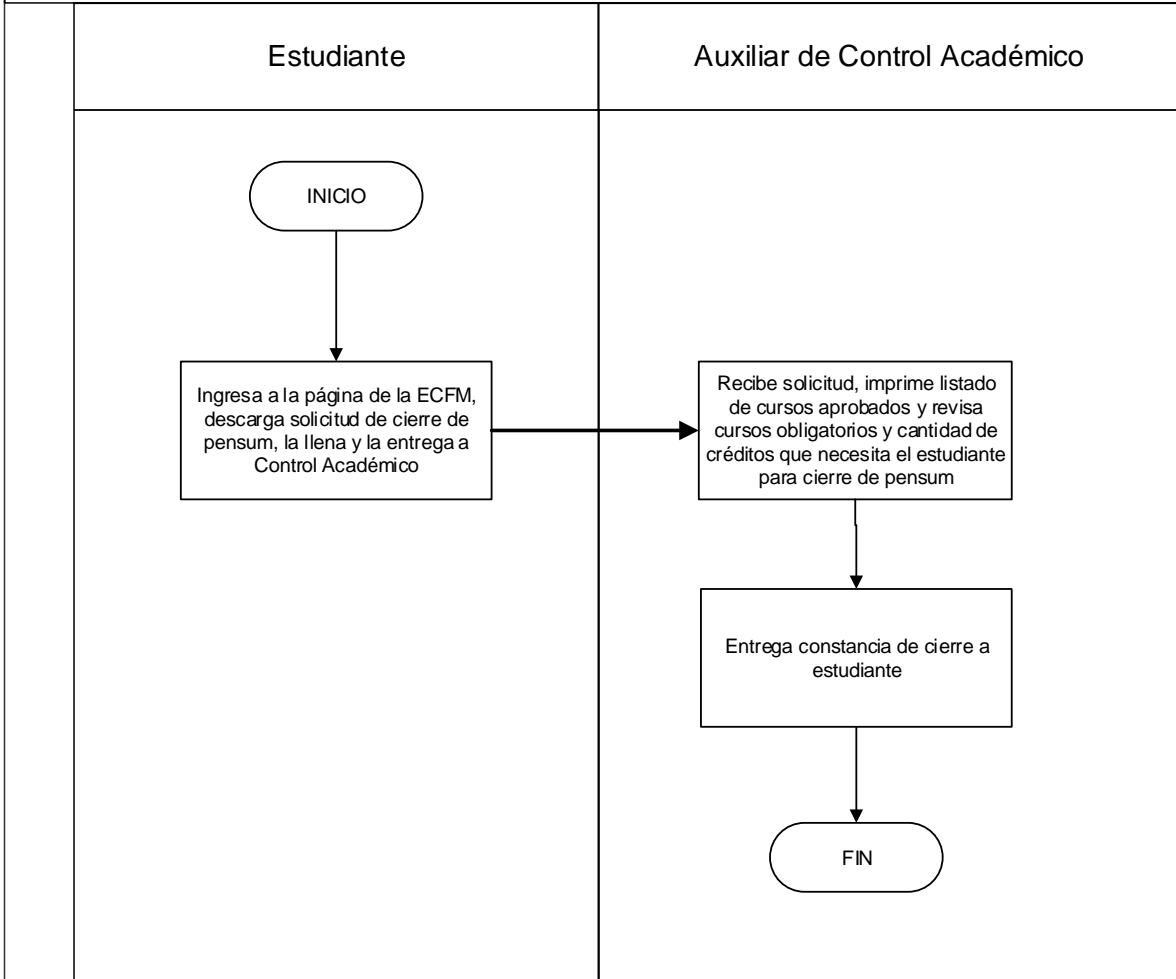 Estudiante
Auxiliar de Control Académico
INICIO
Ingresa a la página de la ECFM,
descarga solicitud de cierre de
pensum, la llena y la entrega a
Control Académico
Recibe solicitud, imprime listado
de cursos aprobados y revisa
cursos obligatorios y cantidad de
créditos que necesita el estudiante
para cierre de pensum
Entrega constancia de cierre a
estudiante
FIN